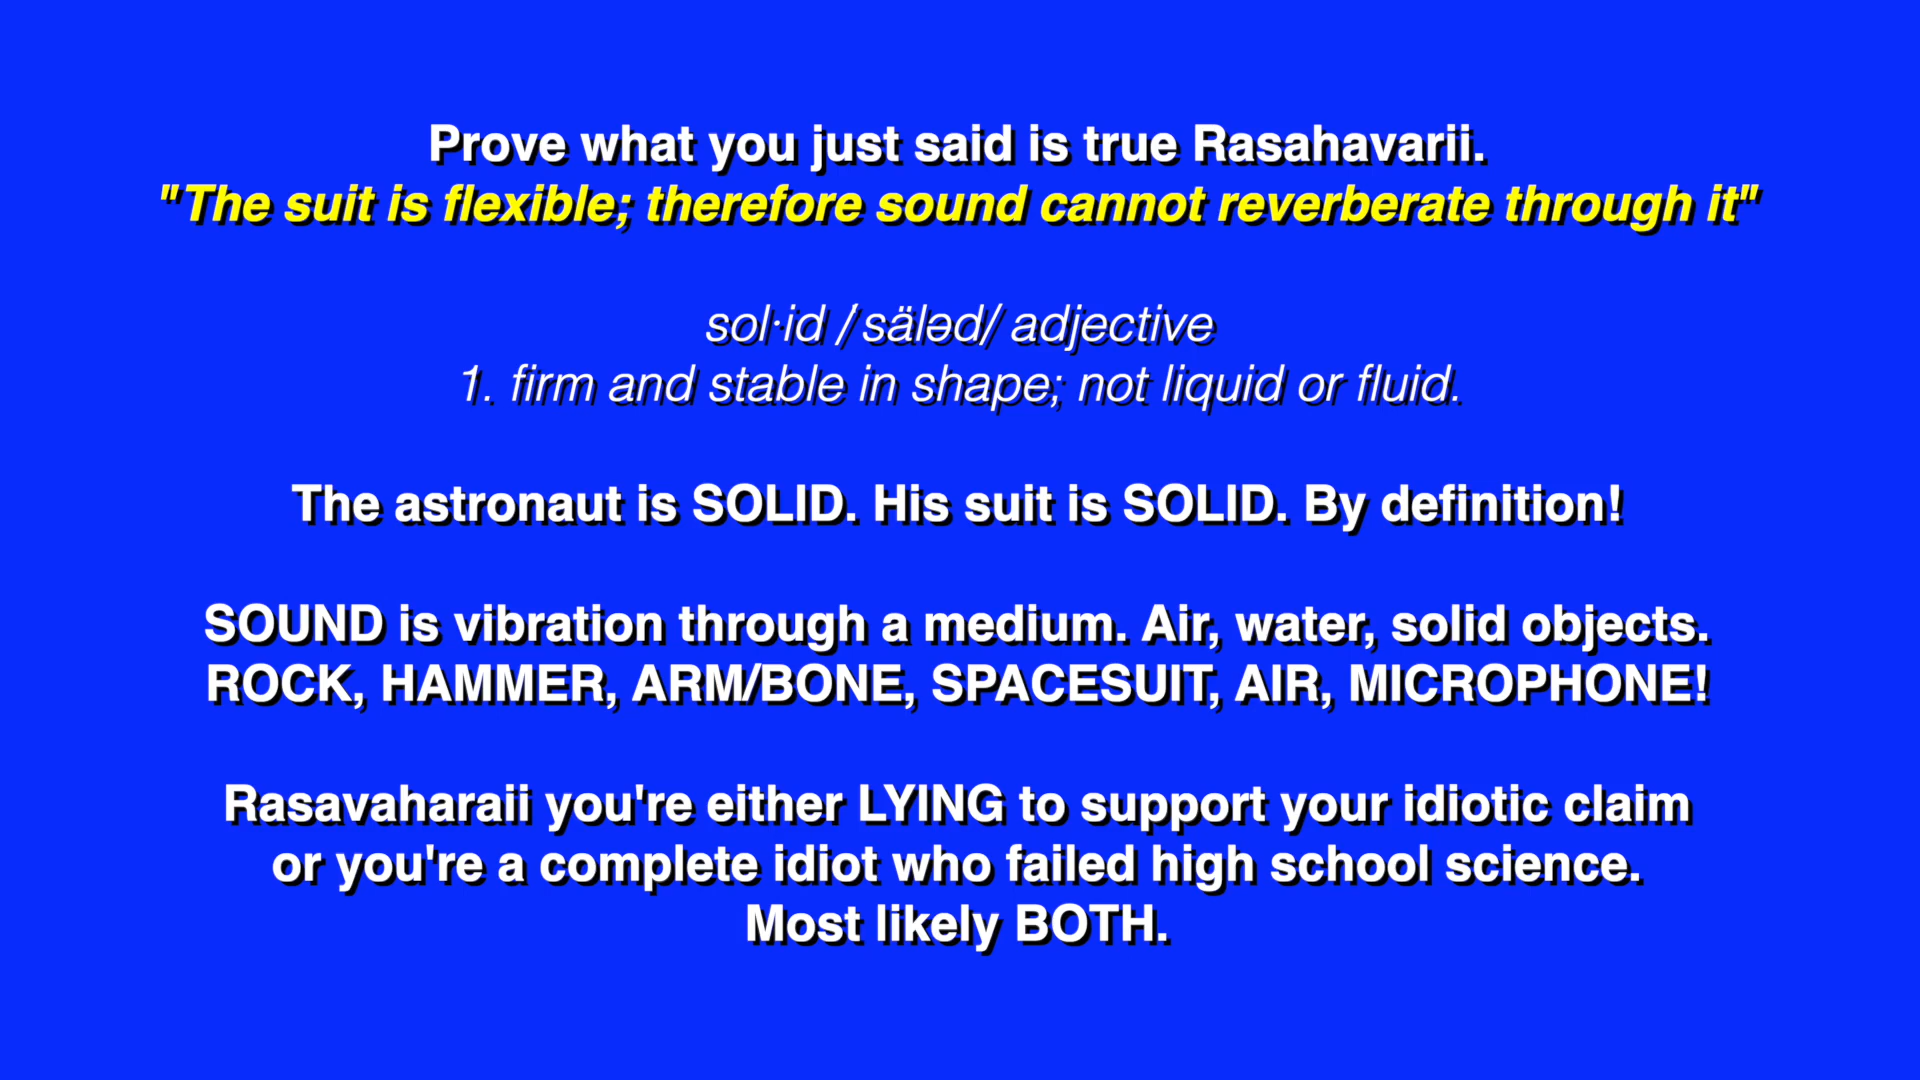 Prove what you just said is true Rasahavarii.
"The suit is flexible; therefore sound cannot reverberate through it"
sol·id /ˈsäləd/ adjective
1. firm and stable in shape; not liquid or fluid.
The astronaut is SOLID. His suit is SOLID. By definition!
SOUND is vibration through a medium. Air, water, solid objects.
ROCK, HAMMER, ARM/BONE, SPACESUIT, AIR, MICROPHONE!
Rasavaharaii you're either LYING to support your idiotic claim
or you're a complete idiot who failed high school science.
Most likely BOTH.